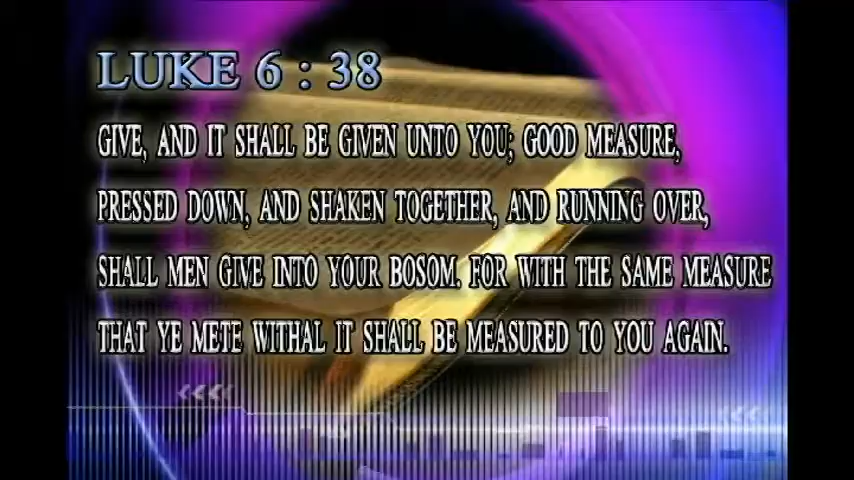 LUKE 6 : 38
GIVE, AND IT SHALL BE GIVEN UNTO YOU; GOOD MEASURE,
PRESSED DOWN, AND SHAKEN TOGETHER, AND RUNNING OVER,
SHALL MEN GIVE INTO YOUR BOSOM. FOR WITH THE SAME MEASURE
THAT YE METE WITHAL IT SHALL BE MEASURED TO YOU AGAIN.